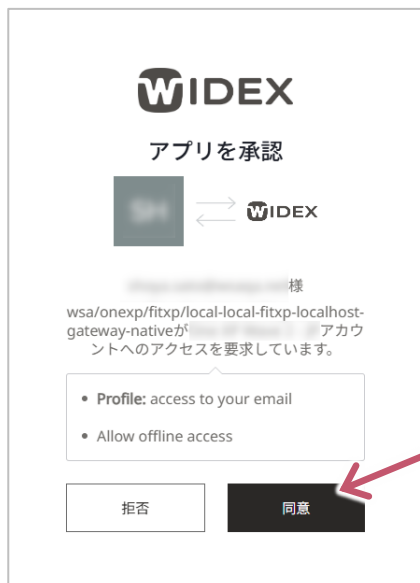 WIDEX
アプリを承認
WIDEX
様
wsa/onexp/fitxp/local-local-fitxp-localhost-
gateway-nativeが アカウ
ントへのアクセスを要求しています。
• Profile: access to your email
• Allow offline access
拒否
同意